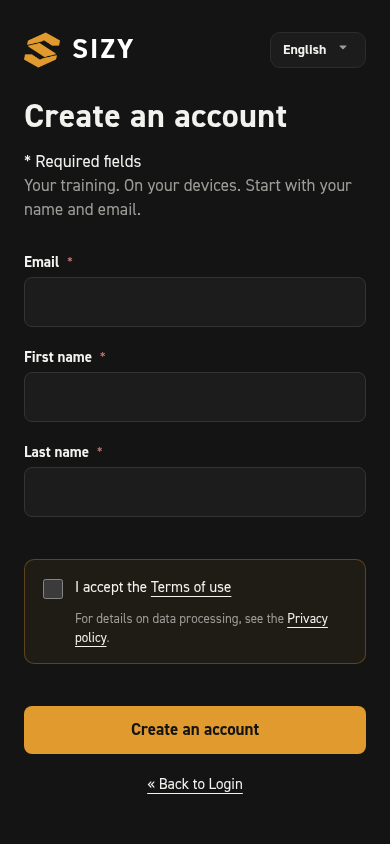 SIZY
English
Create an account
* Required fields
Your training. On your devices. Start with your
name and email.
Email *
First name *
Last name *
I accept the Terms of use
For details on data processing, see the Privacy
policy.
Create an account
« Back to Login